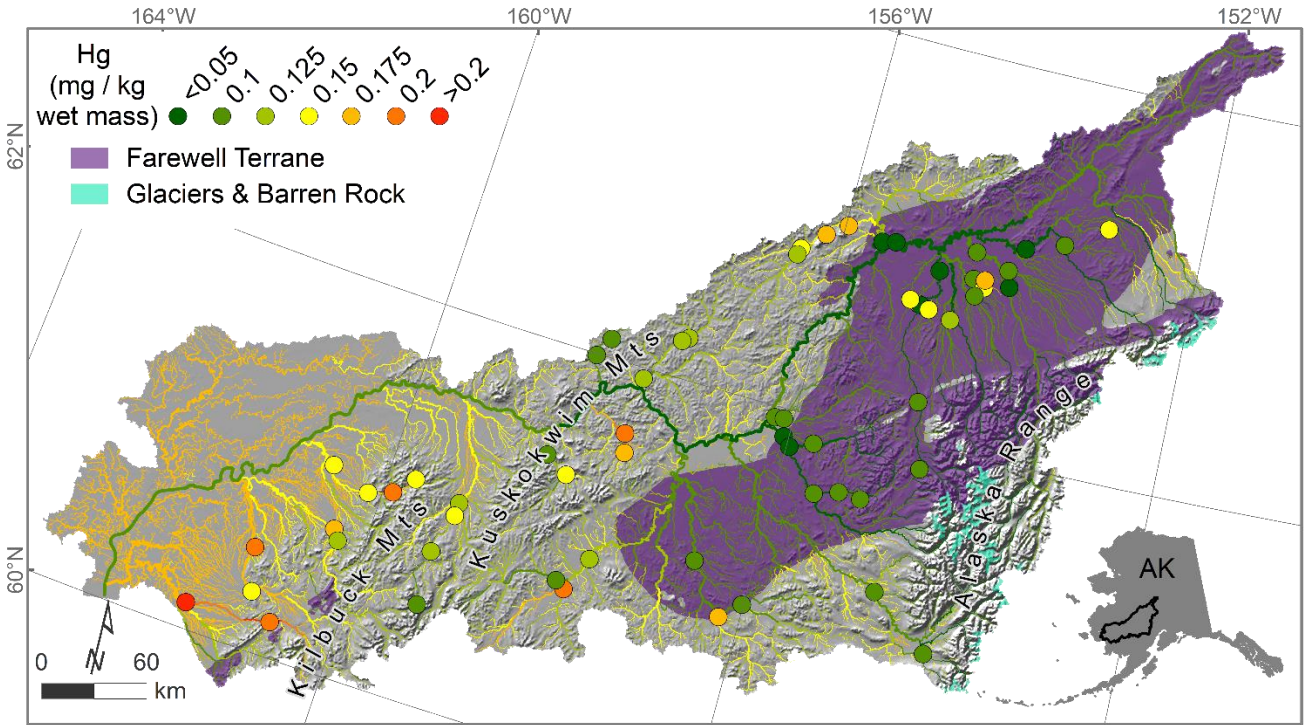 164°W
160°W
156°W
152°W
62°N
60°N
Hg
(mg / kg
wet mass)
<0.05
0.1
0.125
0.15
0.175
0.2
>0.2
Farewell Terrane
Glaciers & Barren Rock
Kuskokwim Mts
Kilbuck Mts
Alaska Range
AK
N
0 60
km